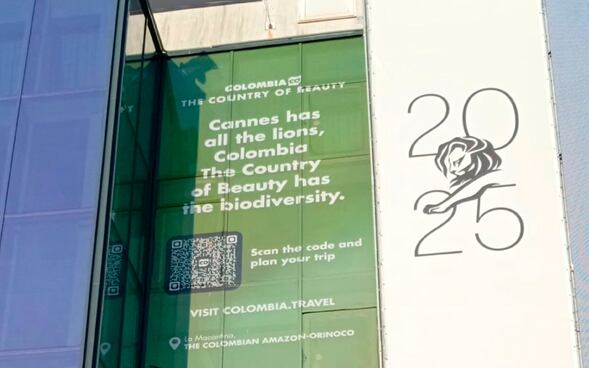 COLOMBIA CO
THE COUNTRY OF BEAUTY
Cannes has
all the lions,
Colombia
The Country
of Beauty has
the biodiversity.
Scan the code and
plan your trip
VISIT COLOMBIA.TRAVEL
La Macarena,
THE COLOMBIAN AMAZON-ORINOCO
20
25